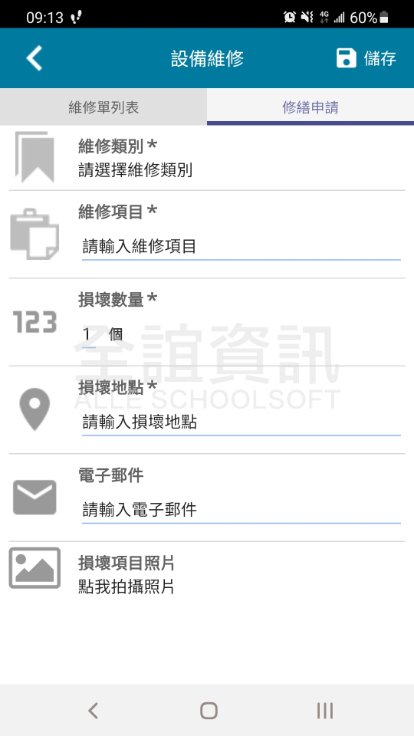 09:13 4G 60%
設備維修 儲存
維修單列表 修繕申請
維修類別*
請選擇維修類別
維修項目*
請輸入維修項目
123 損壞數量*
1 個
全誼資訊
ALLE SCHOOLSOFT
損壞地點*
請輸入損壞地點
電子郵件
請輸入電子郵件
損壞項目照片
點我拍攝照片